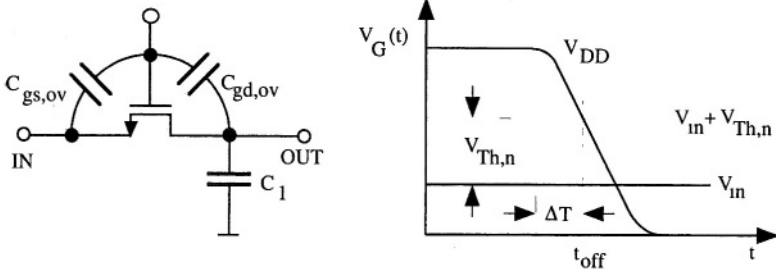 C_gs,ov
C_gd,ov
IN
OUT
C_1
V_G(t)
V_DD
V_in + V_Th,n
V_Th,n
V_in
ΔT
t_off
t